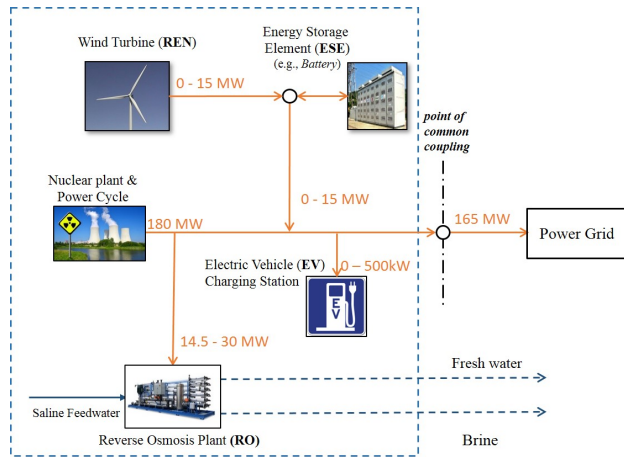 Wind Turbine (REN)
Energy Storage
Element (ESE)
(e.g., Battery)
0 - 15 MW
point of
common
coupling
Nuclear plant &
Power Cycle
0 - 15 MW
180 MW
165 MW
Power Grid
Electric Vehicle (EV)
Charging Station
0 – 500kW
E
V
14.5 - 30 MW
Fresh water
Saline Feedwater
Reverse Osmosis Plant (RO)
Brine